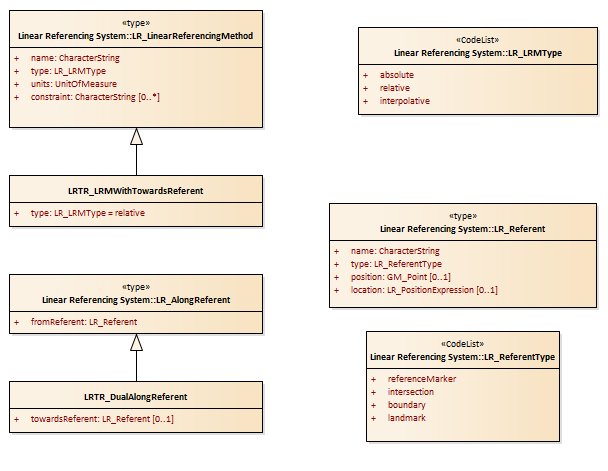 «type»
Linear Referencing System::LR_LinearReferencingMethod
+ name: CharacterString
+ type: LR_LRMType
+ units: UnitOfMeasure
+ constraint: CharacterString [0..*]
LRTR_LRMWithTowardsReferent
+ type: LR_LRMType = relative
«type»
Linear Referencing System::LR_AlongReferent
+ fromReferent: LR_Referent
LRTR_DualAlongReferent
+ towardsReferent: LR_Referent [0..1]
«CodeList»
Linear Referencing System::LR_LRMType
+ absolute
+ relative
+ interpolative
«type»
Linear Referencing System::LR_Referent
+ name: CharacterString
+ type: LR_ReferentType
+ position: GM_Point [0..1]
+ location: LR_PositionExpression [0..1]
«CodeList»
Linear Referencing System::LR_ReferentType
+ referenceMarker
+ intersection
+ boundary
+ landmark